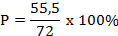 P = 55,5/72 x 100%